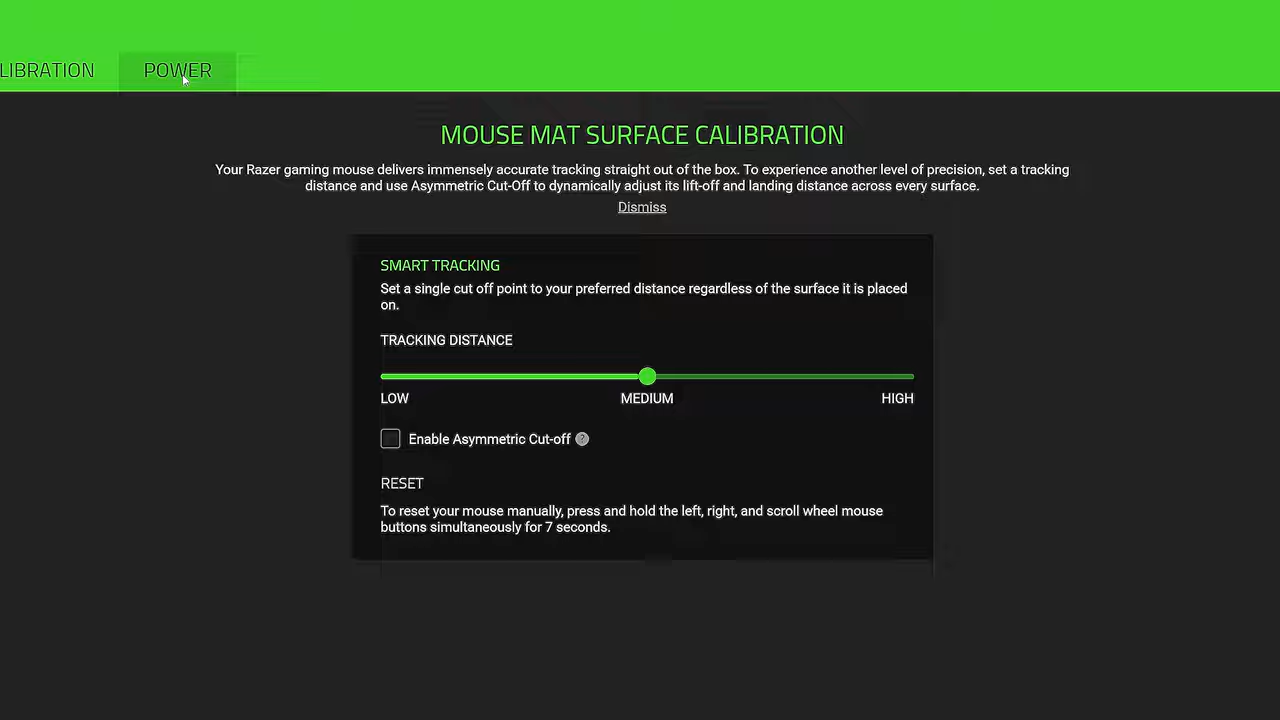 LIBRATION POWER
MOUSE MAT SURFACE CALIBRATION
Your Razer gaming mouse delivers immensely accurate tracking straight out of the box. To experience another level of precision, set a tracking
distance and use Asymmetric Cut-Off to dynamically adjust its lift-off and landing distance across every surface.
Dismiss
SMART TRACKING
Set a single cut off point to your preferred distance regardless of the surface it is placed
on.
TRACKING DISTANCE
LOW MEDIUM HIGH
Enable Asymmetric Cut-off ?
RESET
To reset your mouse manually, press and hold the left, right, and scroll wheel mouse
buttons simultaneously for 7 seconds.